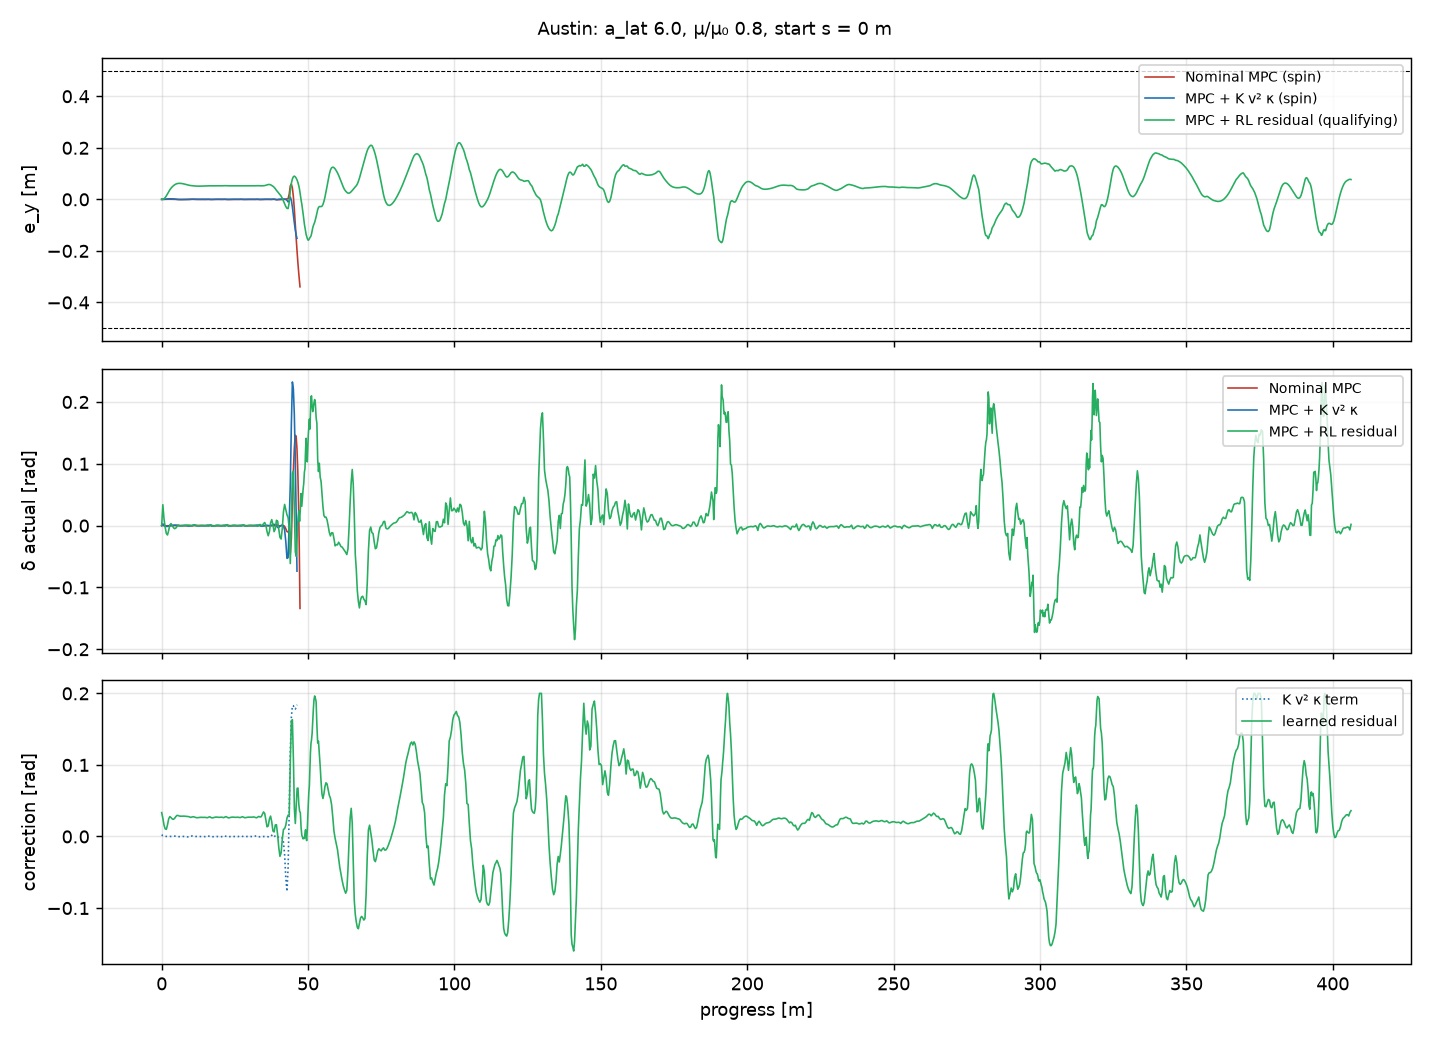 Austin: a_lat 6.0, μ/μ₀ 0.8, start s = 0 m
e_y [m]
0.4
0.2
0.0
−0.2
−0.4
Nominal MPC (spin)
MPC + K v² κ (spin)
MPC + RL residual (qualifying)
δ actual [rad]
0.2
0.1
0.0
−0.1
−0.2
Nominal MPC
MPC + K v² κ
MPC + RL residual
correction [rad]
0.2
0.1
0.0
−0.1
K v² κ term
learned residual
0 50 100 150 200 250 300 350 400
progress [m]